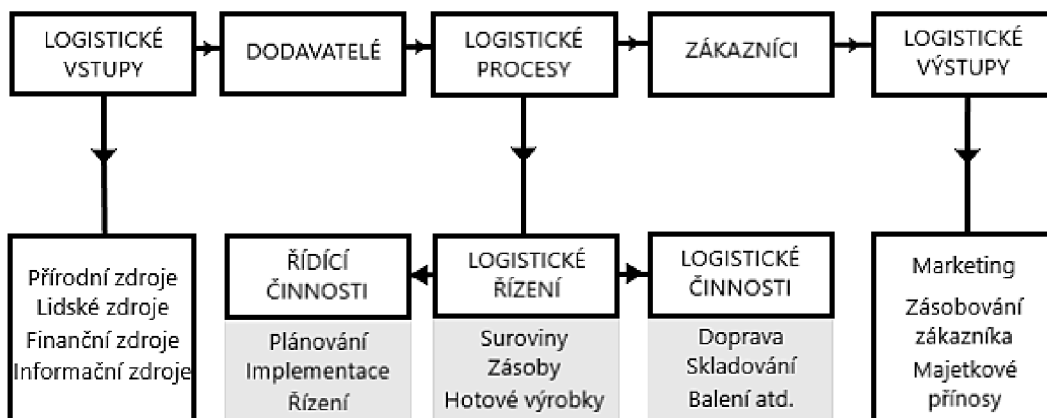 LOGISTICKÉ
VSTUPY
DODAVATELÉ
LOGISTICKÉ
PROCESY
ZÁKAZNÍCI
LOGISTICKÉ
VÝSTUPY
Přírodní zdroje
Lidské zdroje
Finanční zdroje
Informační zdroje
ŘÍDÍCÍ
ČINNOSTI
Plánování
Implementace
Řízení
LOGISTICKÉ
ŘÍZENÍ
Suroviny
Zásoby
Hotové výrobky
LOGISTICKÉ
ČINNOSTI
Doprava
Skladování
Balení atd.
Marketing
Zásobování
zákazníka
Majetkové
přínosy